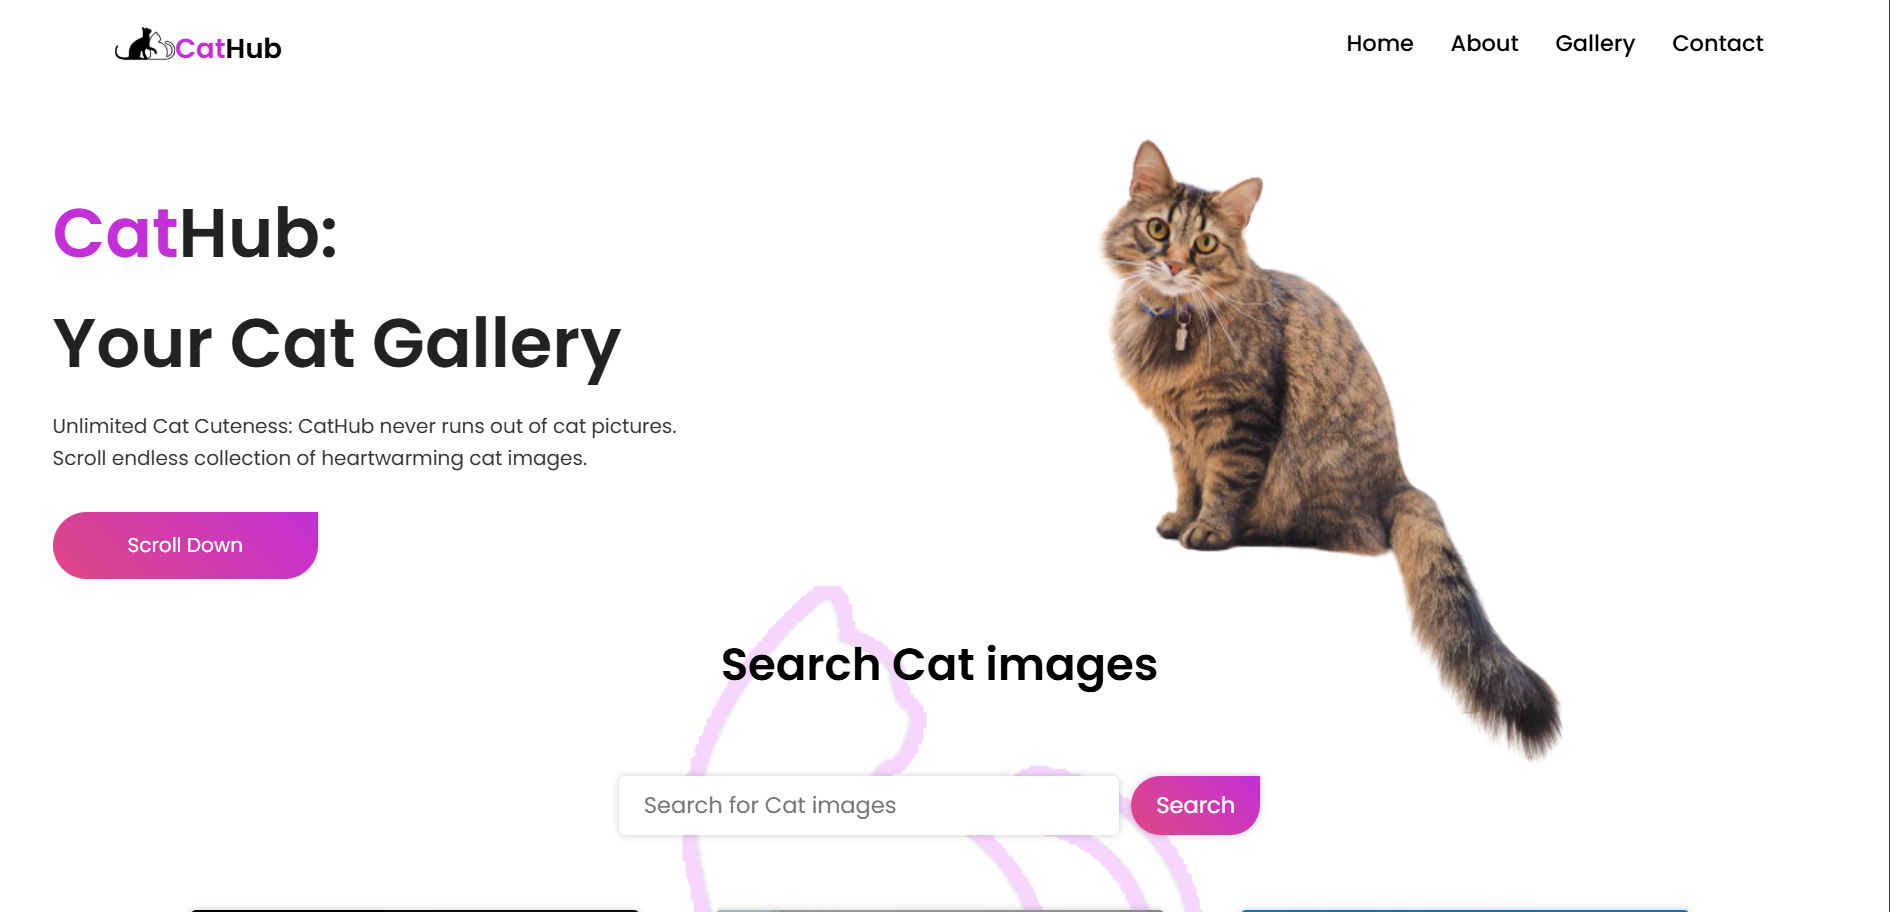 CatHub
Home About Gallery Contact
CatHub:
Your Cat Gallery
Unlimited Cat Cuteness: CatHub never runs out of cat pictures.
Scroll endless collection of heartwarming cat images.
Scroll Down
Search Cat images
Search for Cat images
Search